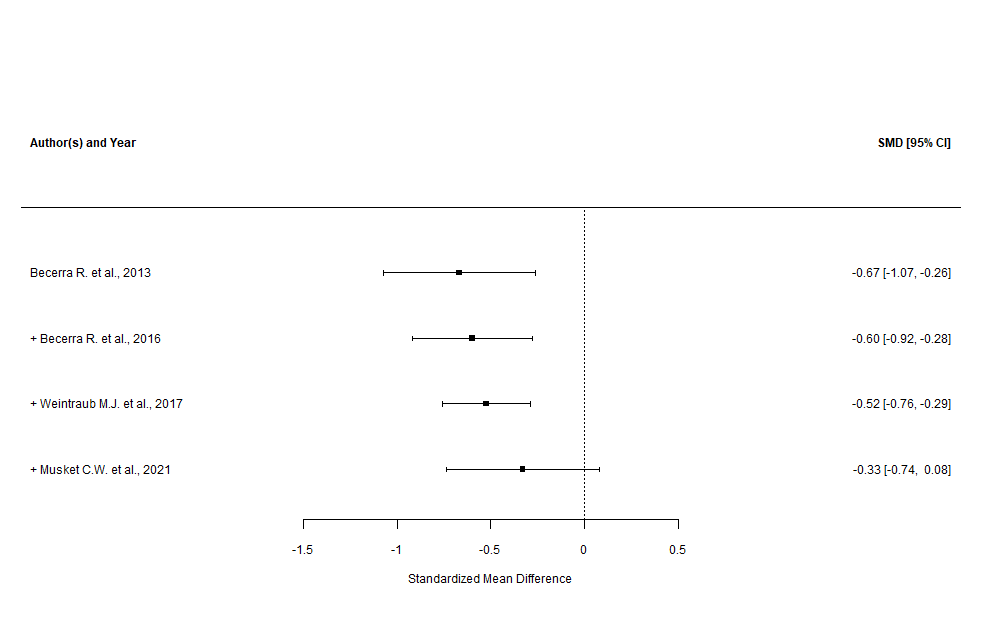 Author(s) and Year SMD [95% CI]
Becerra R. et al., 2013 -0.67 [-1.07, -0.26]
+ Becerra R. et al., 2016 -0.60 [-0.92, -0.28]
+ Weintraub M.J. et al., 2017 -0.52 [-0.76, -0.29]
+ Musket C.W. et al., 2021 -0.33 [-0.74, 0.08]
-1.5 -1 -0.5 0 0.5
Standardized Mean Difference